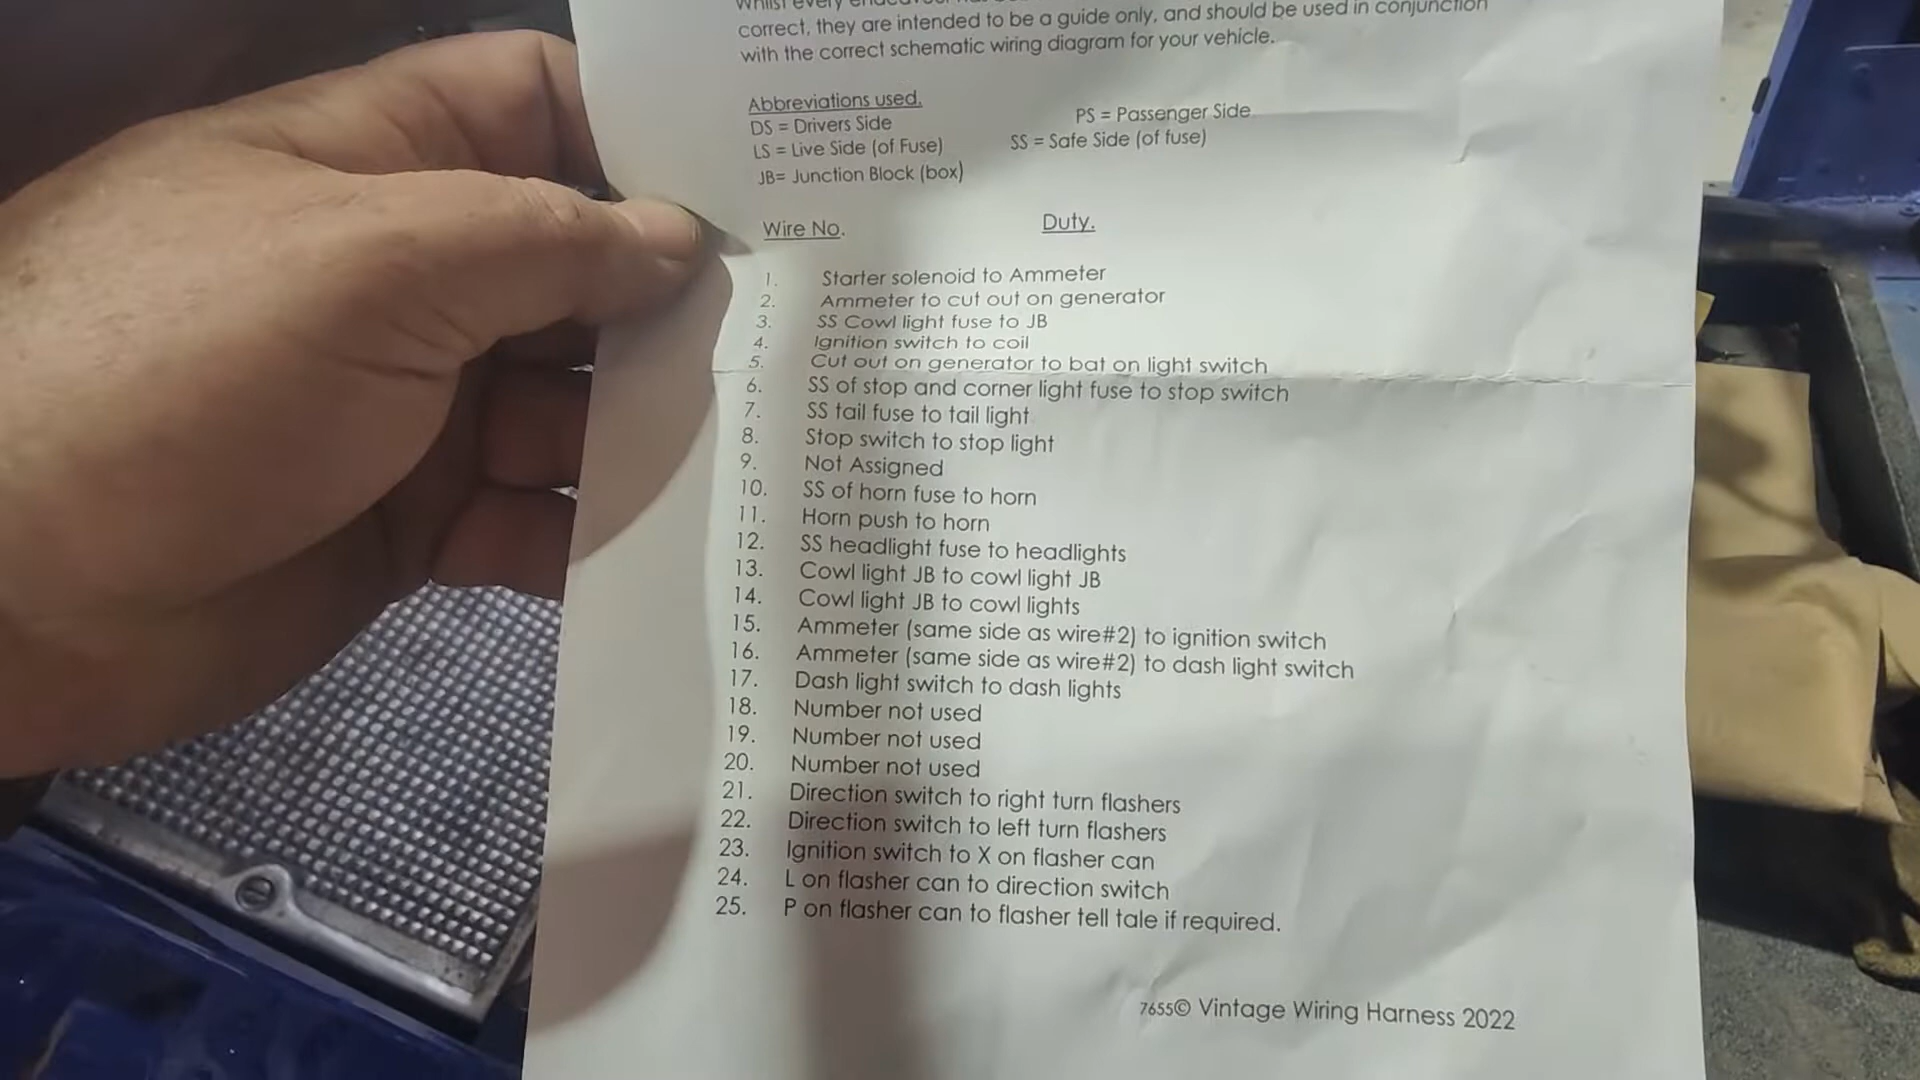 Whilst every
correct, they are intended to be a guide only, and should be used in conjunction
with the correct schematic wiring diagram for your vehicle.
Abbreviations used.
DS = Drivers Side PS = Passenger Side
LS = Live Side (of Fuse) SS = Safe Side (of fuse)
JB= Junction Block (box)
Wire No. Duty.
1. Starter solenoid to Ammeter
2. Ammeter to cut out on generator
3. SS Cowl light fuse to JB
4. Ignition switch to coil
5. Cut out on generator to bat on light switch
6. SS of stop and corner light fuse to stop switch
7. SS tail fuse to tail light
8. Stop switch to stop light
9. Not Assigned
10. SS of horn fuse to horn
11. Horn push to horn
12. SS headlight fuse to headlights
13. Cowl light JB to cowl light JB
14. Cowl light JB to cowl lights
15. Ammeter (same side as wire#2) to ignition switch
16. Ammeter (same side as wire#2) to dash light switch
17. Dash light switch to dash lights
18. Number not used
19. Number not used
20. Number not used
21. Direction switch to right turn flashers
22. Direction switch to left turn flashers
23. Ignition switch to X on flasher can
24. L on flasher can to direction switch
25. P on flasher can to flasher tell tale if required.
7655© Vintage Wiring Harness 2022